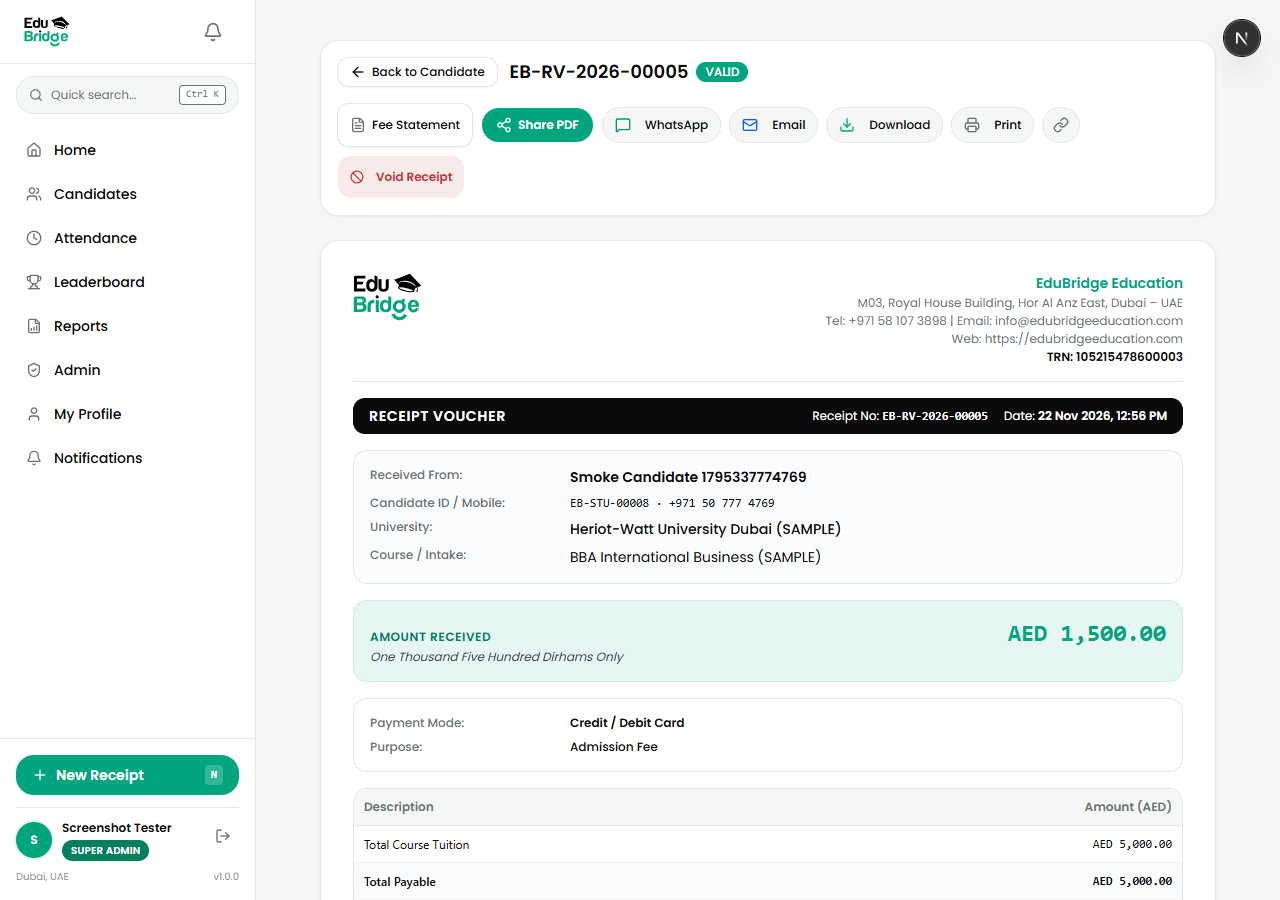 Edu
Bridge
Quick search...
Ctrl K
Home
Candidates
Attendance
Leaderboard
Reports
Admin
My Profile
Notifications
New Receipt
N
S
Screenshot Tester
SUPER ADMIN
Dubai, UAE
v1.0.0
N
Back to Candidate
EB-RV-2026-00005
VALID
Fee Statement
Share PDF
WhatsApp
Email
Download
Print
Void Receipt
Edu
Bridge
EduBridge Education
M03, Royal House Building, Hor Al Anz East, Dubai – UAE
Tel: +971 58 107 3898 | Email: info@edubridgeeducation.com
Web: https://edubridgeeducation.com
TRN: 105215478600003
RECEIPT VOUCHER
Receipt No: EB-RV-2026-00005 Date: 22 Nov 2026, 12:56 PM
Received From: Smoke Candidate 1795337774769
Candidate ID / Mobile: EB-STU-00008 · +971 50 777 4769
University: Heriot-Watt University Dubai (SAMPLE)
Course / Intake: BBA International Business (SAMPLE)
AMOUNT RECEIVED
AED 1,500.00
One Thousand Five Hundred Dirhams Only
Payment Mode: Credit / Debit Card
Purpose: Admission Fee
Description Amount (AED)
Total Course Tuition AED 5,000.00
Total Payable AED 5,000.00